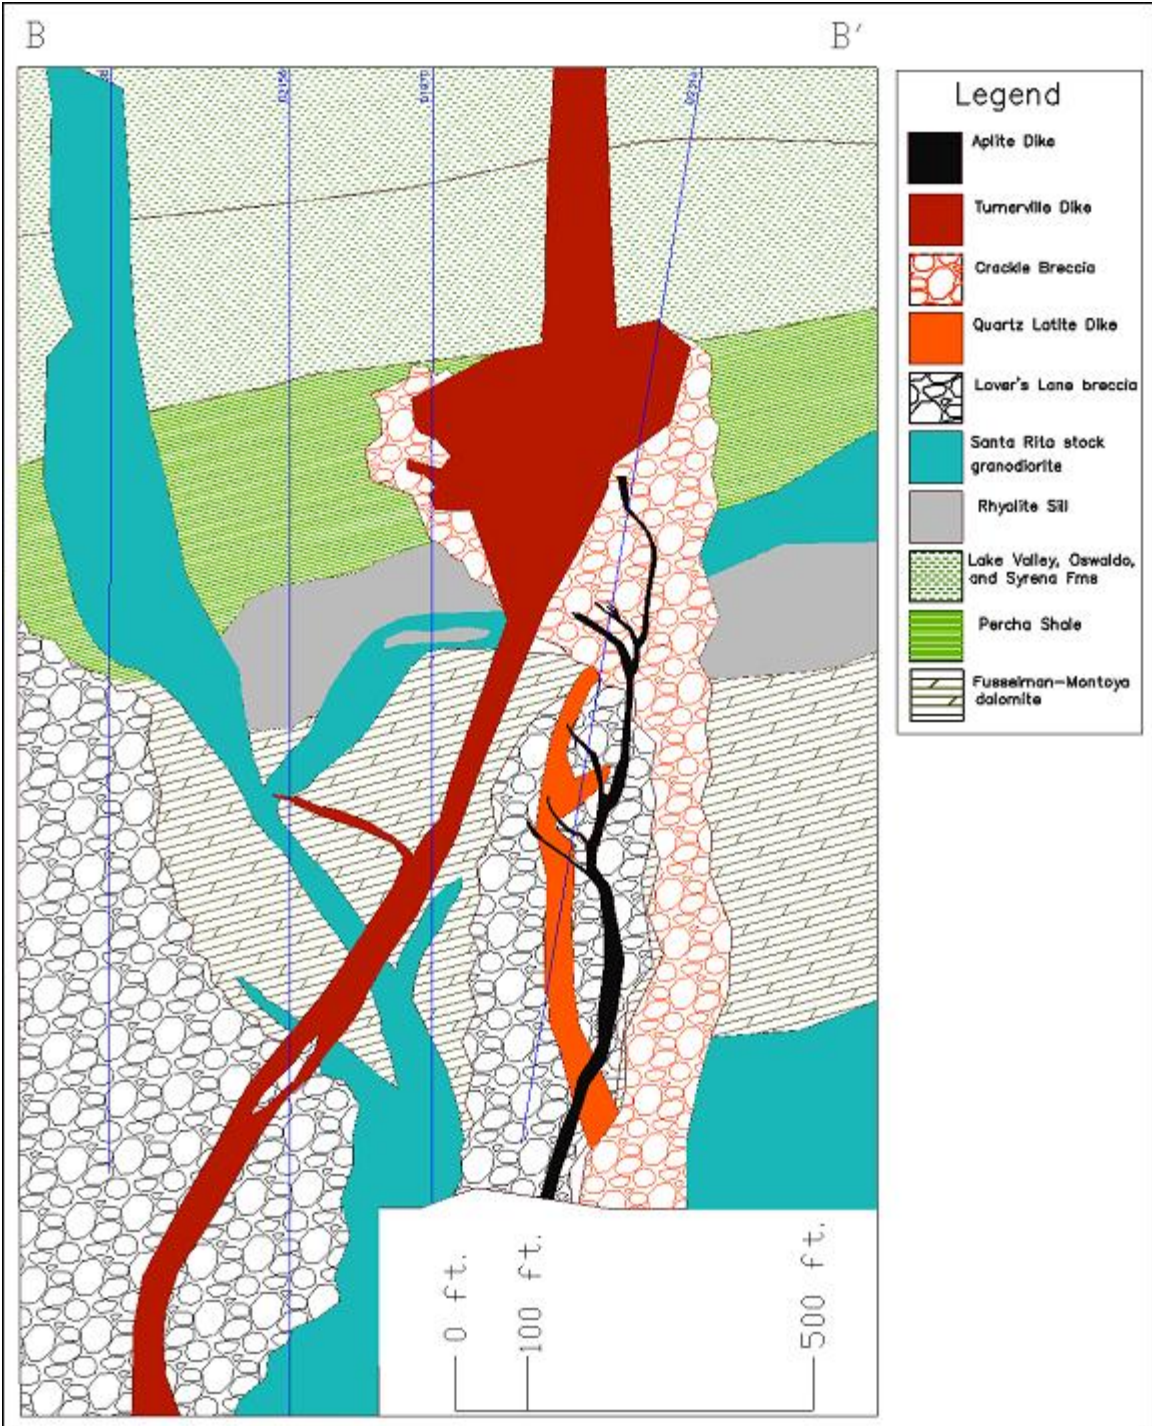 B
B'
Legend
Aplite Dike
Turnerville Dike
Crackle Breccia
Quartz Latite Dike
Lover's Lane breccia
Santa Rita stock
granodiorite
Rhyolite Sill
Lake Valley, Oswaldo,
and Syrena Fms
Percha Shale
Fusselman-Montoya
dolomite
0 ft.
100 ft.
500 ft.